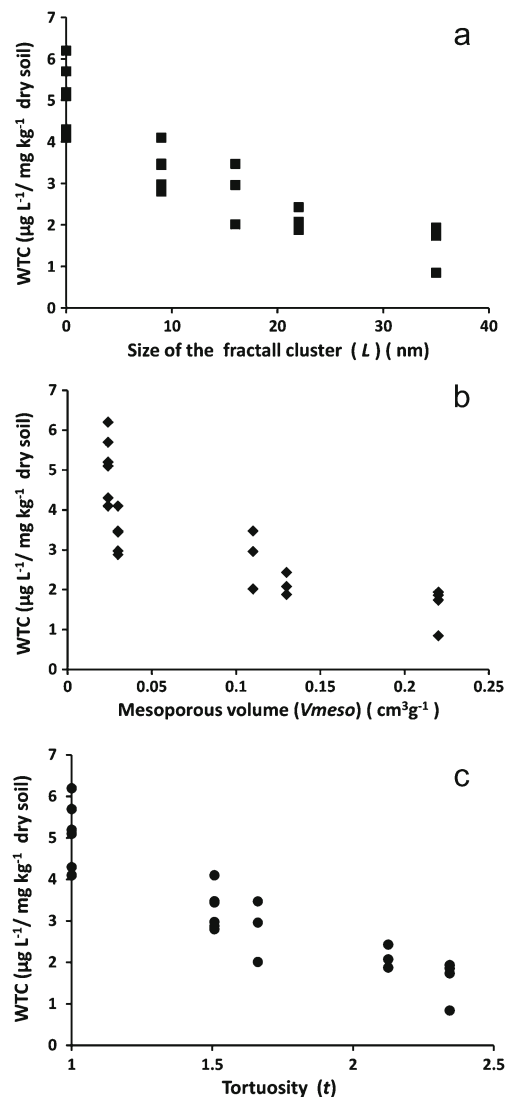 a
7
6
5
4
3
2
1
0
WTC (µg L-1/ mg kg-1 dry soil)
0 10 20 30 40
Size of the fractall cluster ( L ) ( nm)
b
7
6
5
4
3
2
1
0
WTC (µg L-1/ mg kg-1 dry soil)
0 0.05 0.1 0.15 0.2 0.25
Mesoporous volume (Vmeso) ( cm3g-1 )
c
7
6
5
4
3
2
1
0
WTC (µg L-1/ mg kg-1 dry soil)
1 1.5 2 2.5
Tortuosity (t)